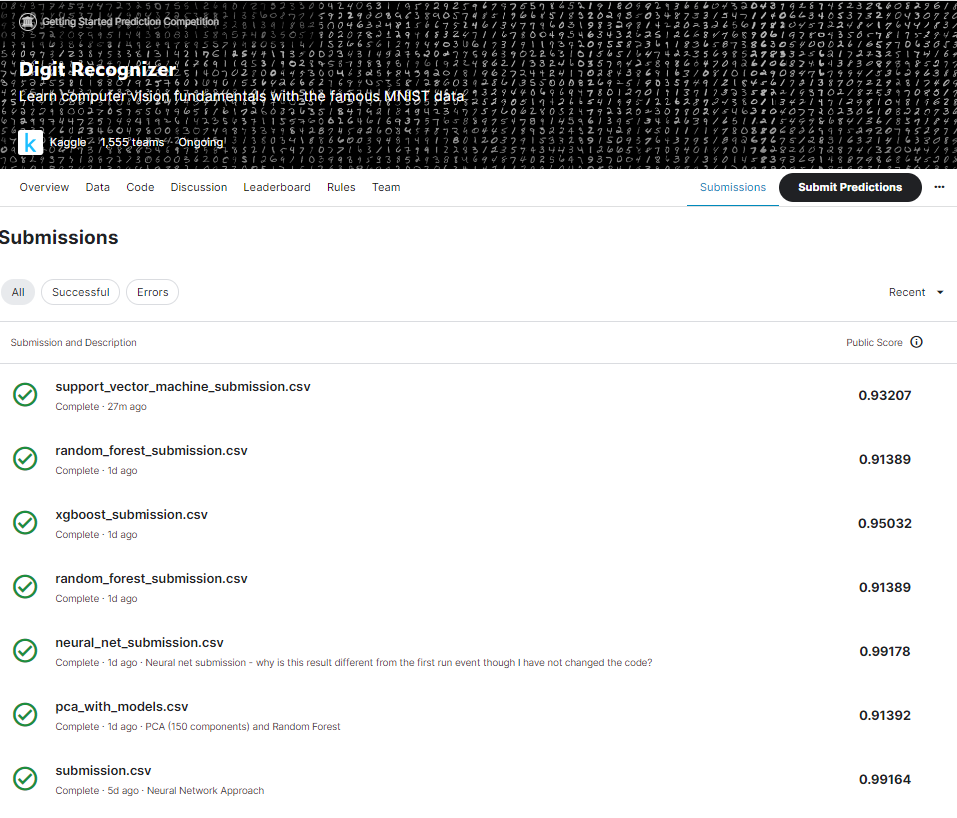 Getting Started Prediction Competition
Digit Recognizer
Learn computer vision fundamentals with the famous MNIST data
k Kaggle · 1,555 teams · Ongoing
Overview Data Code Discussion Leaderboard Rules Team Submissions Submit Predictions ···
Submissions
All Successful Errors Recent
Submission and Description Public Score
support_vector_machine_submission.csv 0.93207
Complete · 27m ago
random_forest_submission.csv 0.91389
Complete · 1d ago
xgboost_submission.csv 0.95032
Complete · 1d ago
random_forest_submission.csv 0.91389
Complete · 1d ago
neural_net_submission.csv 0.99178
Complete · 1d ago · Neural net submission - why is this result different from the first run event though I have not changed the code?
pca_with_models.csv 0.91392
Complete · 1d ago · PCA (150 components) and Random Forest
submission.csv 0.99164
Complete · 5d ago · Neural Network Approach